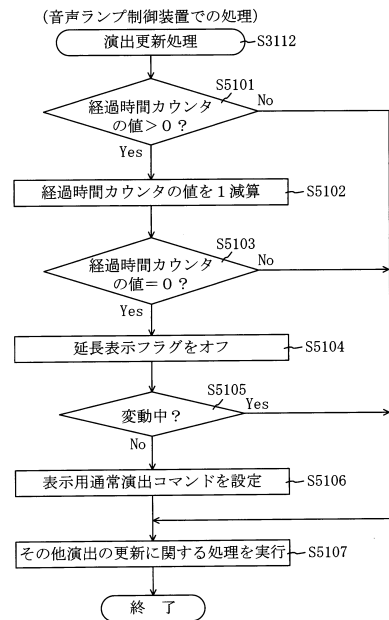 (音声ランプ制御装置での処理)
演出更新処理
S3112
S5101
経過時間カウンタ
の値>0?
No
Yes
経過時間カウンタの値を1減算
S5102
S5103
経過時間カウンタ
の値=0?
No
Yes
延長表示フラグをオフ
S5104
S5105
変動中?
Yes
No
表示用通常演出コマンドを設定
S5106
その他演出の更新に関する処理を実行
S5107
終 了